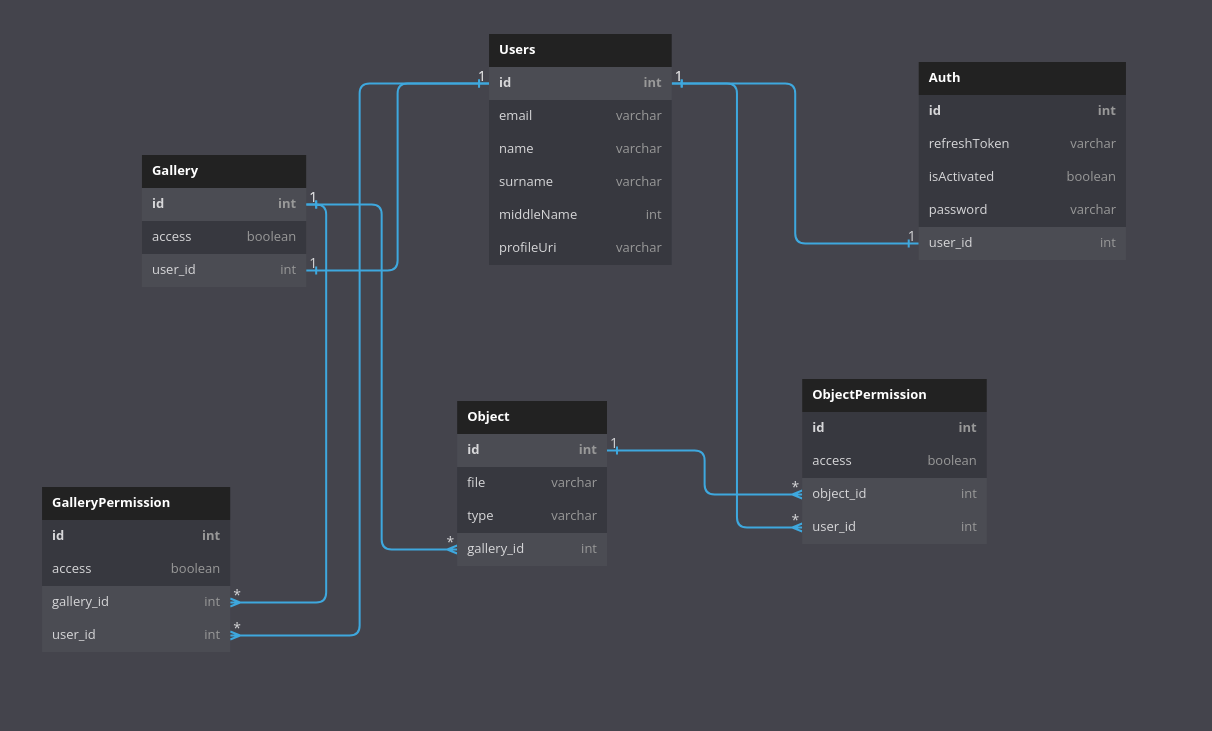 Users
1 id int 1
email varchar
name varchar
surname varchar
middleName int
profileUri varchar
Auth
id int
refreshToken varchar
isActivated boolean
password varchar
1 user_id int
Gallery
id int 1
access boolean
user_id int 1
Object
id int 1
file varchar
type varchar
* gallery_id int
ObjectPermission
id int
access boolean
* object_id int
* user_id int
GalleryPermission
id int
access boolean
gallery_id int *
user_id int *